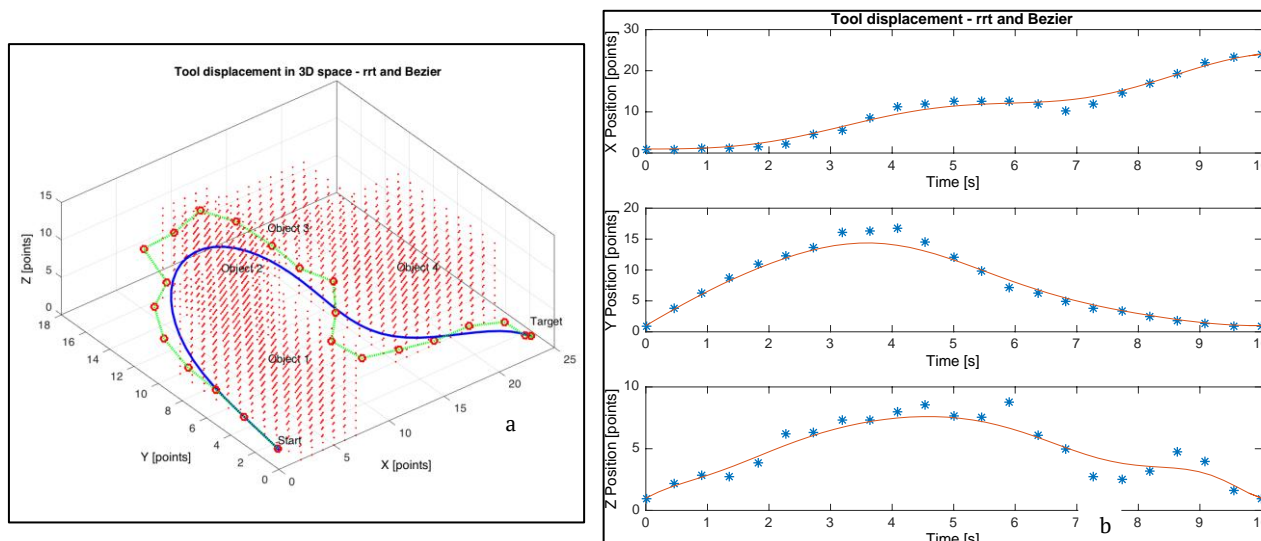 Tool displacement in 3D space - rrt and Bezier
15
10
5
0
Z [points]
18
16
14
12
10
8
6
4
2
0
Y [points]
0
5
10
15
20
25
X [points]
Object 3
Object 2
Object 4
Object 1
Target
Start
a
Tool displacement - rrt and Bezier
30
20
10
0
X Position [points]
0 1 2 3 4 5 6 7 8 9 1
Time [s]
20
15
10
5
0
Y Position [points]
0 1 2 3 4 5 6 7 8 9 1
Time [s]
10
5
0
Z Position [points]
0 1 2 3 4 5 6 7 8 9 1
Time [s]
b